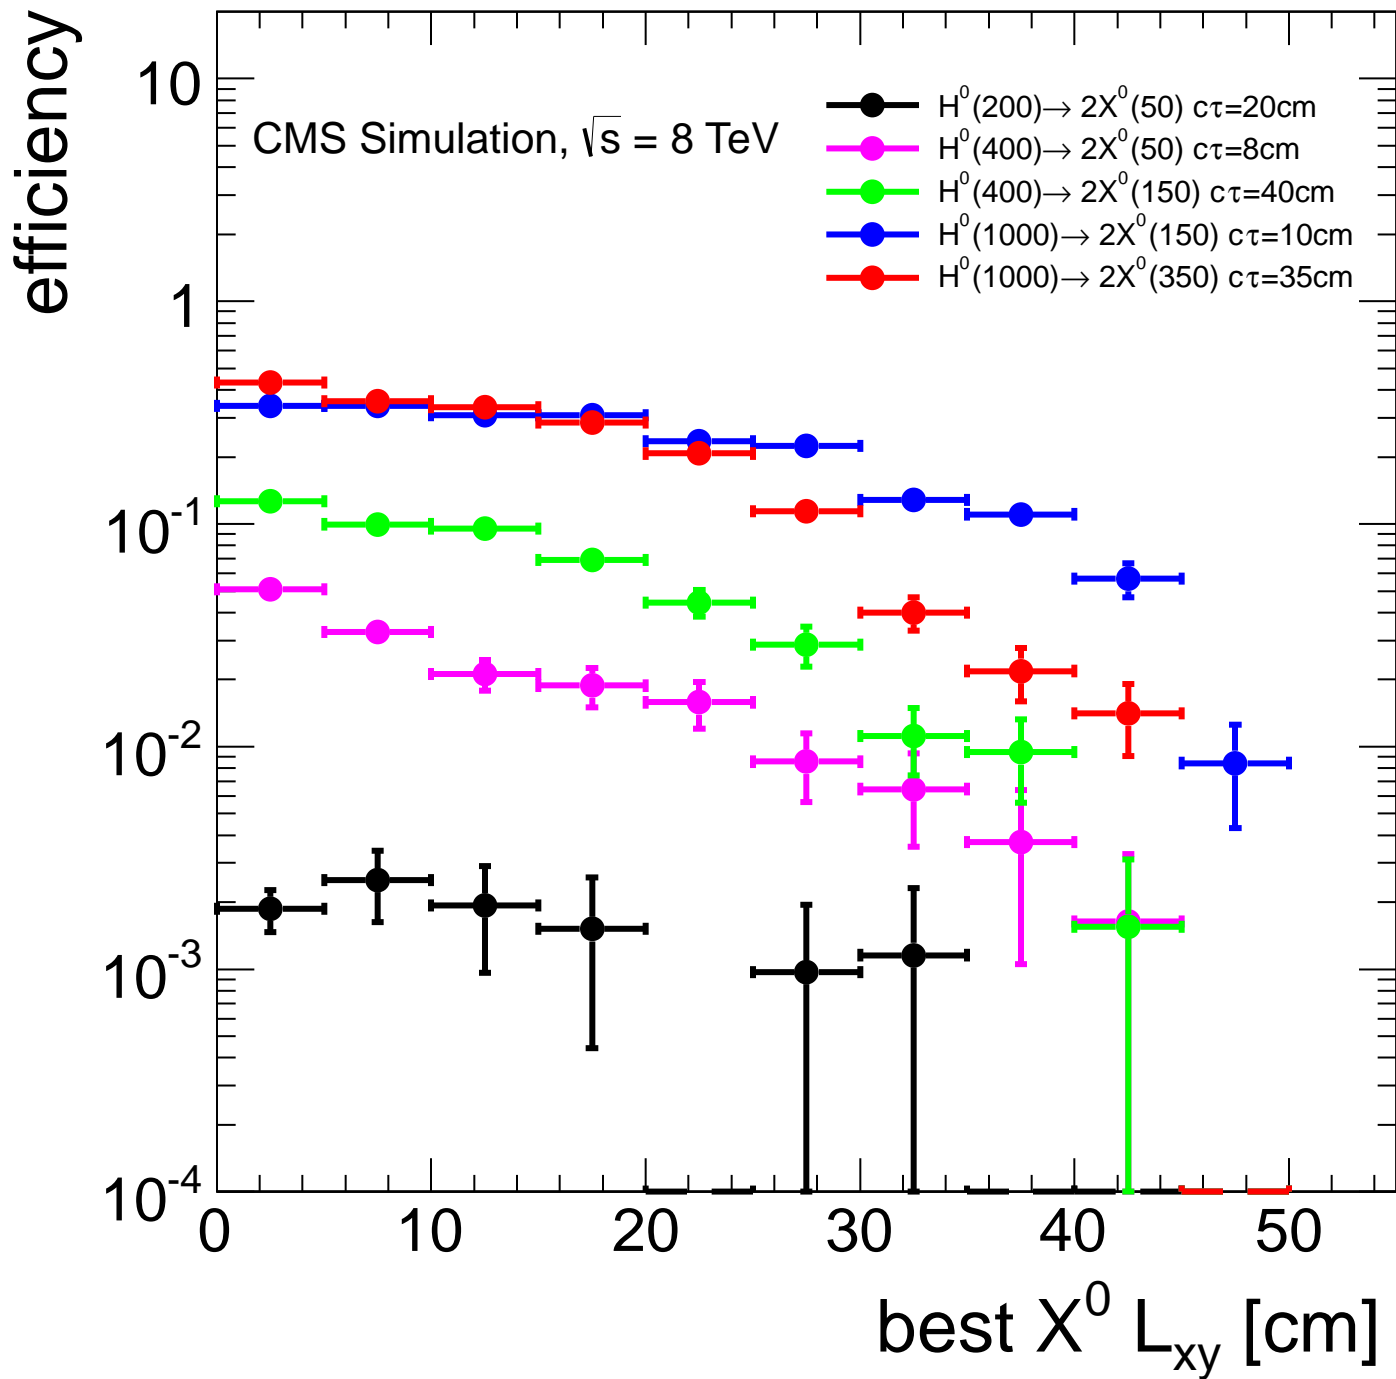 efficiency
10
1
10^-1
10^-2
10^-3
10^-4
CMS Simulation, √s = 8 TeV
H^0(200)→ 2X^0(50) cτ=20cm
H^0(400)→ 2X^0(50) cτ=8cm
H^0(400)→ 2X^0(150) cτ=40cm
H^0(1000)→ 2X^0(150) cτ=10cm
H^0(1000)→ 2X^0(350) cτ=35cm
0 10 20 30 40 50
best X^0 L_xy [cm]